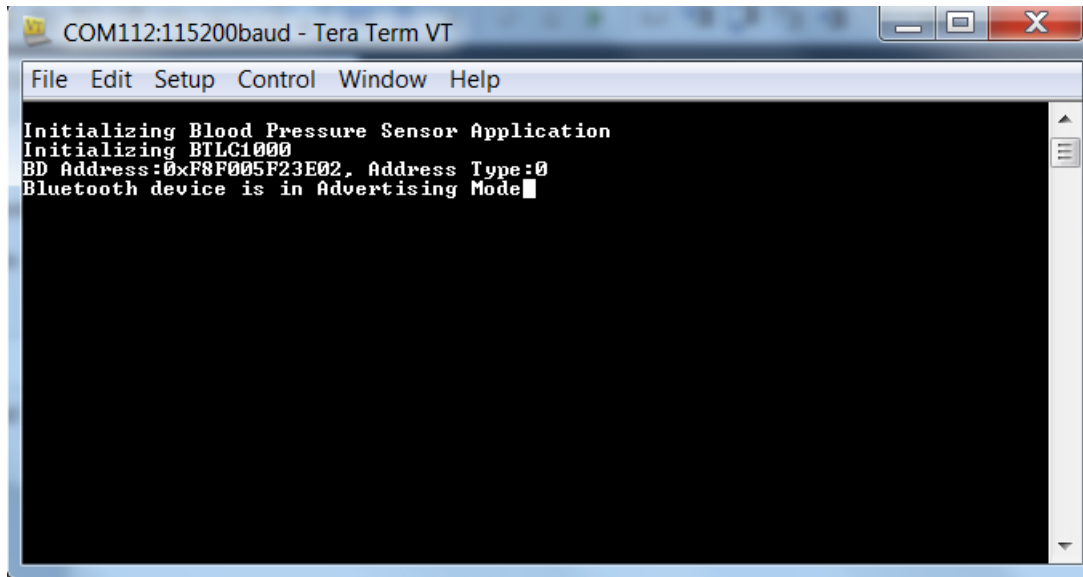 COM112:115200baud - Tera Term VT
File Edit Setup Control Window Help
Initializing Blood Pressure Sensor Application
Initializing BTLC1000
BD Address:0xF8F005F23E02, Address Type:0
Bluetooth device is in Advertising Mode